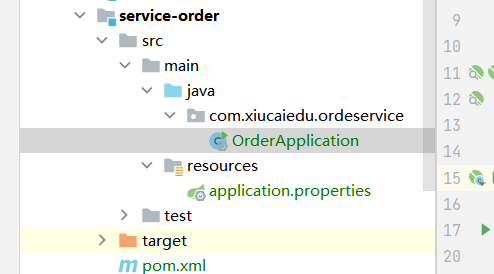 service-order
src
main
java
com.xiucaiedu.ordeservice
OrderApplication
resources
application.properties
test
target
pom.xml
9
10
11
12
13
14
15
16
17
20